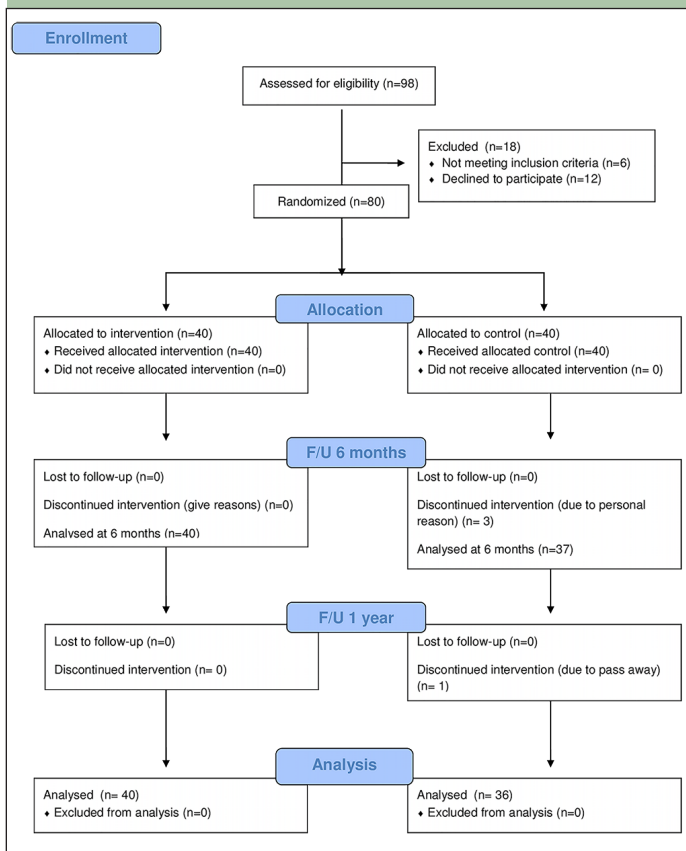 Enrollment
Assessed for eligibility (n=98)
Excluded (n=18)
♦ Not meeting inclusion criteria (n=6)
♦ Declined to participate (n=12)
Randomized (n=80)
Allocation
Allocated to intervention (n=40)
♦ Received allocated intervention (n=40)
♦ Did not receive allocated intervention (n=0)
Allocated to control (n=40)
♦ Received allocated control (n=40)
♦ Did not receive allocated intervention (n= 0)
F/U 6 months
Lost to follow-up (n=0)
Discontinued intervention (give reasons) (n=0)
Analysed at 6 months (n=40)
Lost to follow-up (n=0)
Discontinued intervention (due to personal
reason) (n= 3)
Analysed at 6 months (n=37)
F/U 1 year
Lost to follow-up (n=0)
Discontinued intervention (n= 0)
Lost to follow-up (n=0)
Discontinued intervention (due to pass away)
(n= 1)
Analysis
Analysed (n= 40)
♦ Excluded from analysis (n=0)
Analysed (n= 36)
♦ Excluded from analysis (n=0)